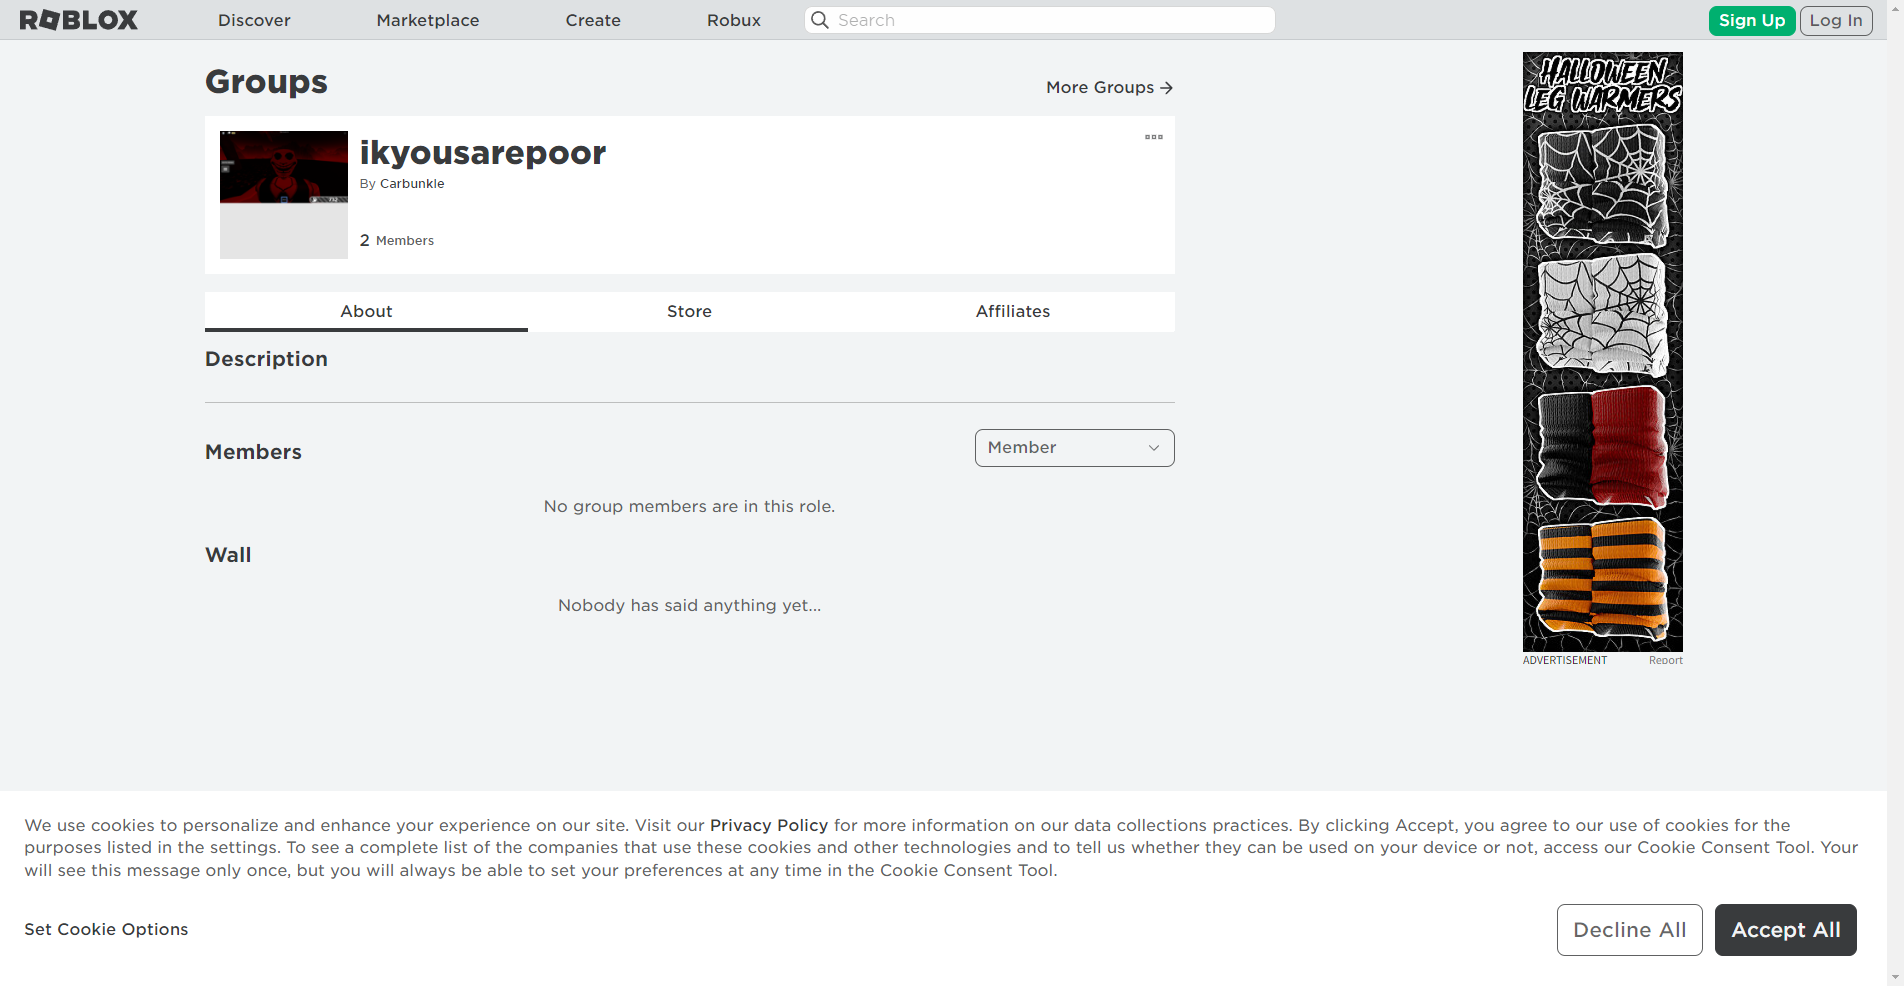 ROBLOX
Discover
Marketplace
Create
Robux
Search
Sign Up
Log In
Groups
More Groups
ikyousarepoor
By Carbunkle
2 Members
About
Store
Affiliates
Description
Members
Member
No group members are in this role.
Wall
Nobody has said anything yet...
HALLOWEEN
LEG WARMERS
ADVERTISEMENT
Report
We use cookies to personalize and enhance your experience on our site. Visit our Privacy Policy for more information on our data collections practices. By clicking Accept, you agree to our use of cookies for the
purposes listed in the settings. To see a complete list of the companies that use these cookies and other technologies and to tell us whether they can be used on your device or not, access our Cookie Consent Tool. Your
will see this message only once, but you will always be able to set your preferences at any time in the Cookie Consent Tool.
Set Cookie Options
Decline All
Accept All